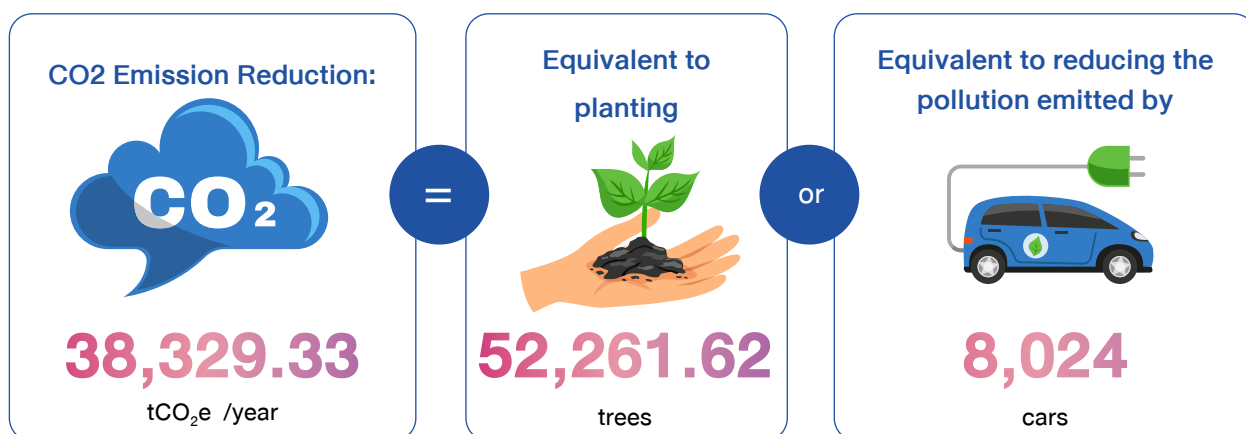 CO2 Emission Reduction:
CO2
38,329.33
tCO₂e /year
=
Equivalent to
planting
52,261.62
trees
or
Equivalent to reducing the
pollution emitted by
8,024
cars